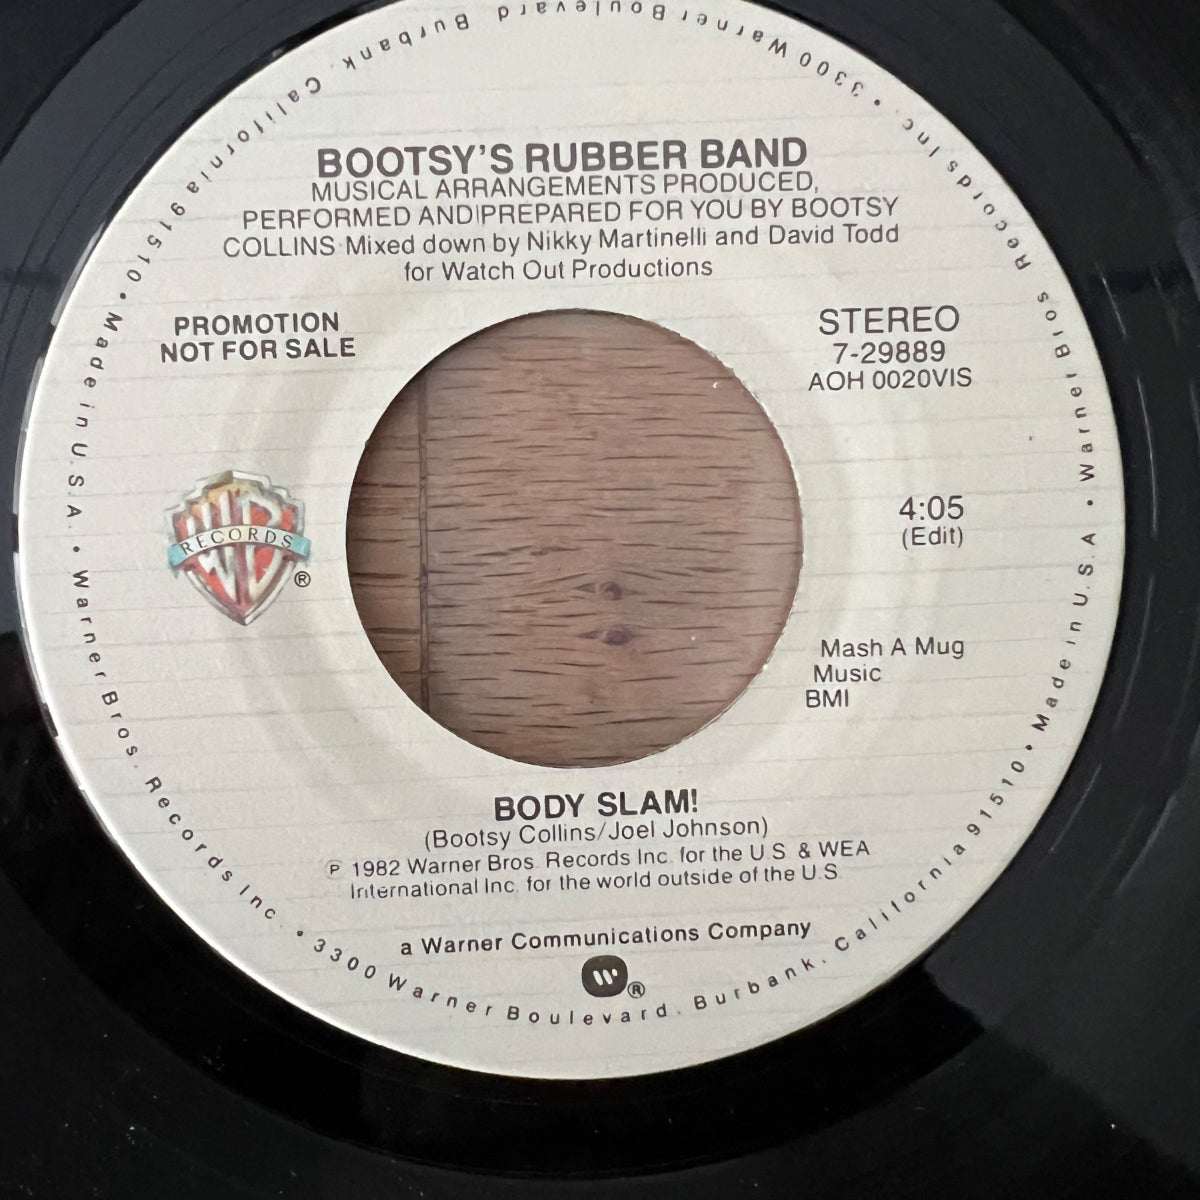 BOOTSY'S RUBBER BAND
MUSICAL ARRANGEMENTS PRODUCED,
PERFORMED AND PREPARED FOR YOU BY BOOTSY
COLLINS Mixed down by Nikky Martinelli and David Todd
for Watch Out Productions
PROMOTION
NOT FOR SALE
STEREO
7-29889
AOH 0020VIS
W B
RECORDS
®
4:05
(Edit)
Mash A Mug
Music
BMI
BODY SLAM!
(Bootsy Collins/Joel Johnson)
℗ 1982 Warner Bros. Records Inc. for the U.S. & WEA
International Inc. for the world outside of the U.S.
a Warner Communications Company
W ®
Made in U.S.A. • Warner Bros. Records Inc. • 3300 Warner Boulevard. Burbank. California 91510 •
Made in U.S.A. • Warner Bros Records Inc. • 3300 Warner Boulevard Burbank. California 91510 •